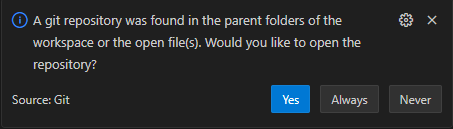 A git repository was found in the parent folders of the
workspace or the open file(s). Would you like to open the
repository?
Source: Git
Yes
Always
Never